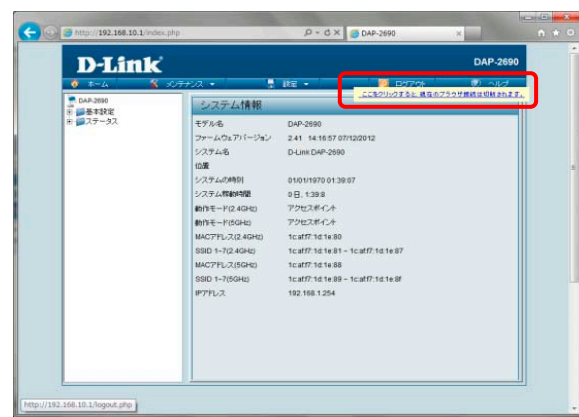 http://192.168.10.1/index.php
DAP-2690
D-Link
DAP-2690
ホーム メンテナンス 設定 ログアウト ヘルプ
ここをクリックすると、現在のブラウザ接続は切断されます。
DAP-2690
基本設定
ステータス
システム情報
モデル名 DAP-2690
ファームウェアバージョン 2.41 14:16:57 07/12/2012
システム名 D-Link DAP-2690
位置
システムの時刻 01/01/1970 01:39:07
システム稼動時間 0 日, 1:39:8
動作モード(2.4GHz) アクセスポイント
動作モード(5GHz) アクセスポイント
MACアドレス(2.4GHz) 1c:af:f7:1d:1e:80
SSID 1~7(2.4GHz) 1c:af:f7:1d:1e:81 ~ 1c:af:f7:1d:1e:87
MACアドレス(5GHz) 1c:af:f7:1d:1e:88
SSID 1~7(5GHz) 1c:af:f7:1d:1e:89 ~ 1c:af:f7:1d:1e:8f
IPアドレス 192.168.1.254
http://192.168.10.1/logout.php